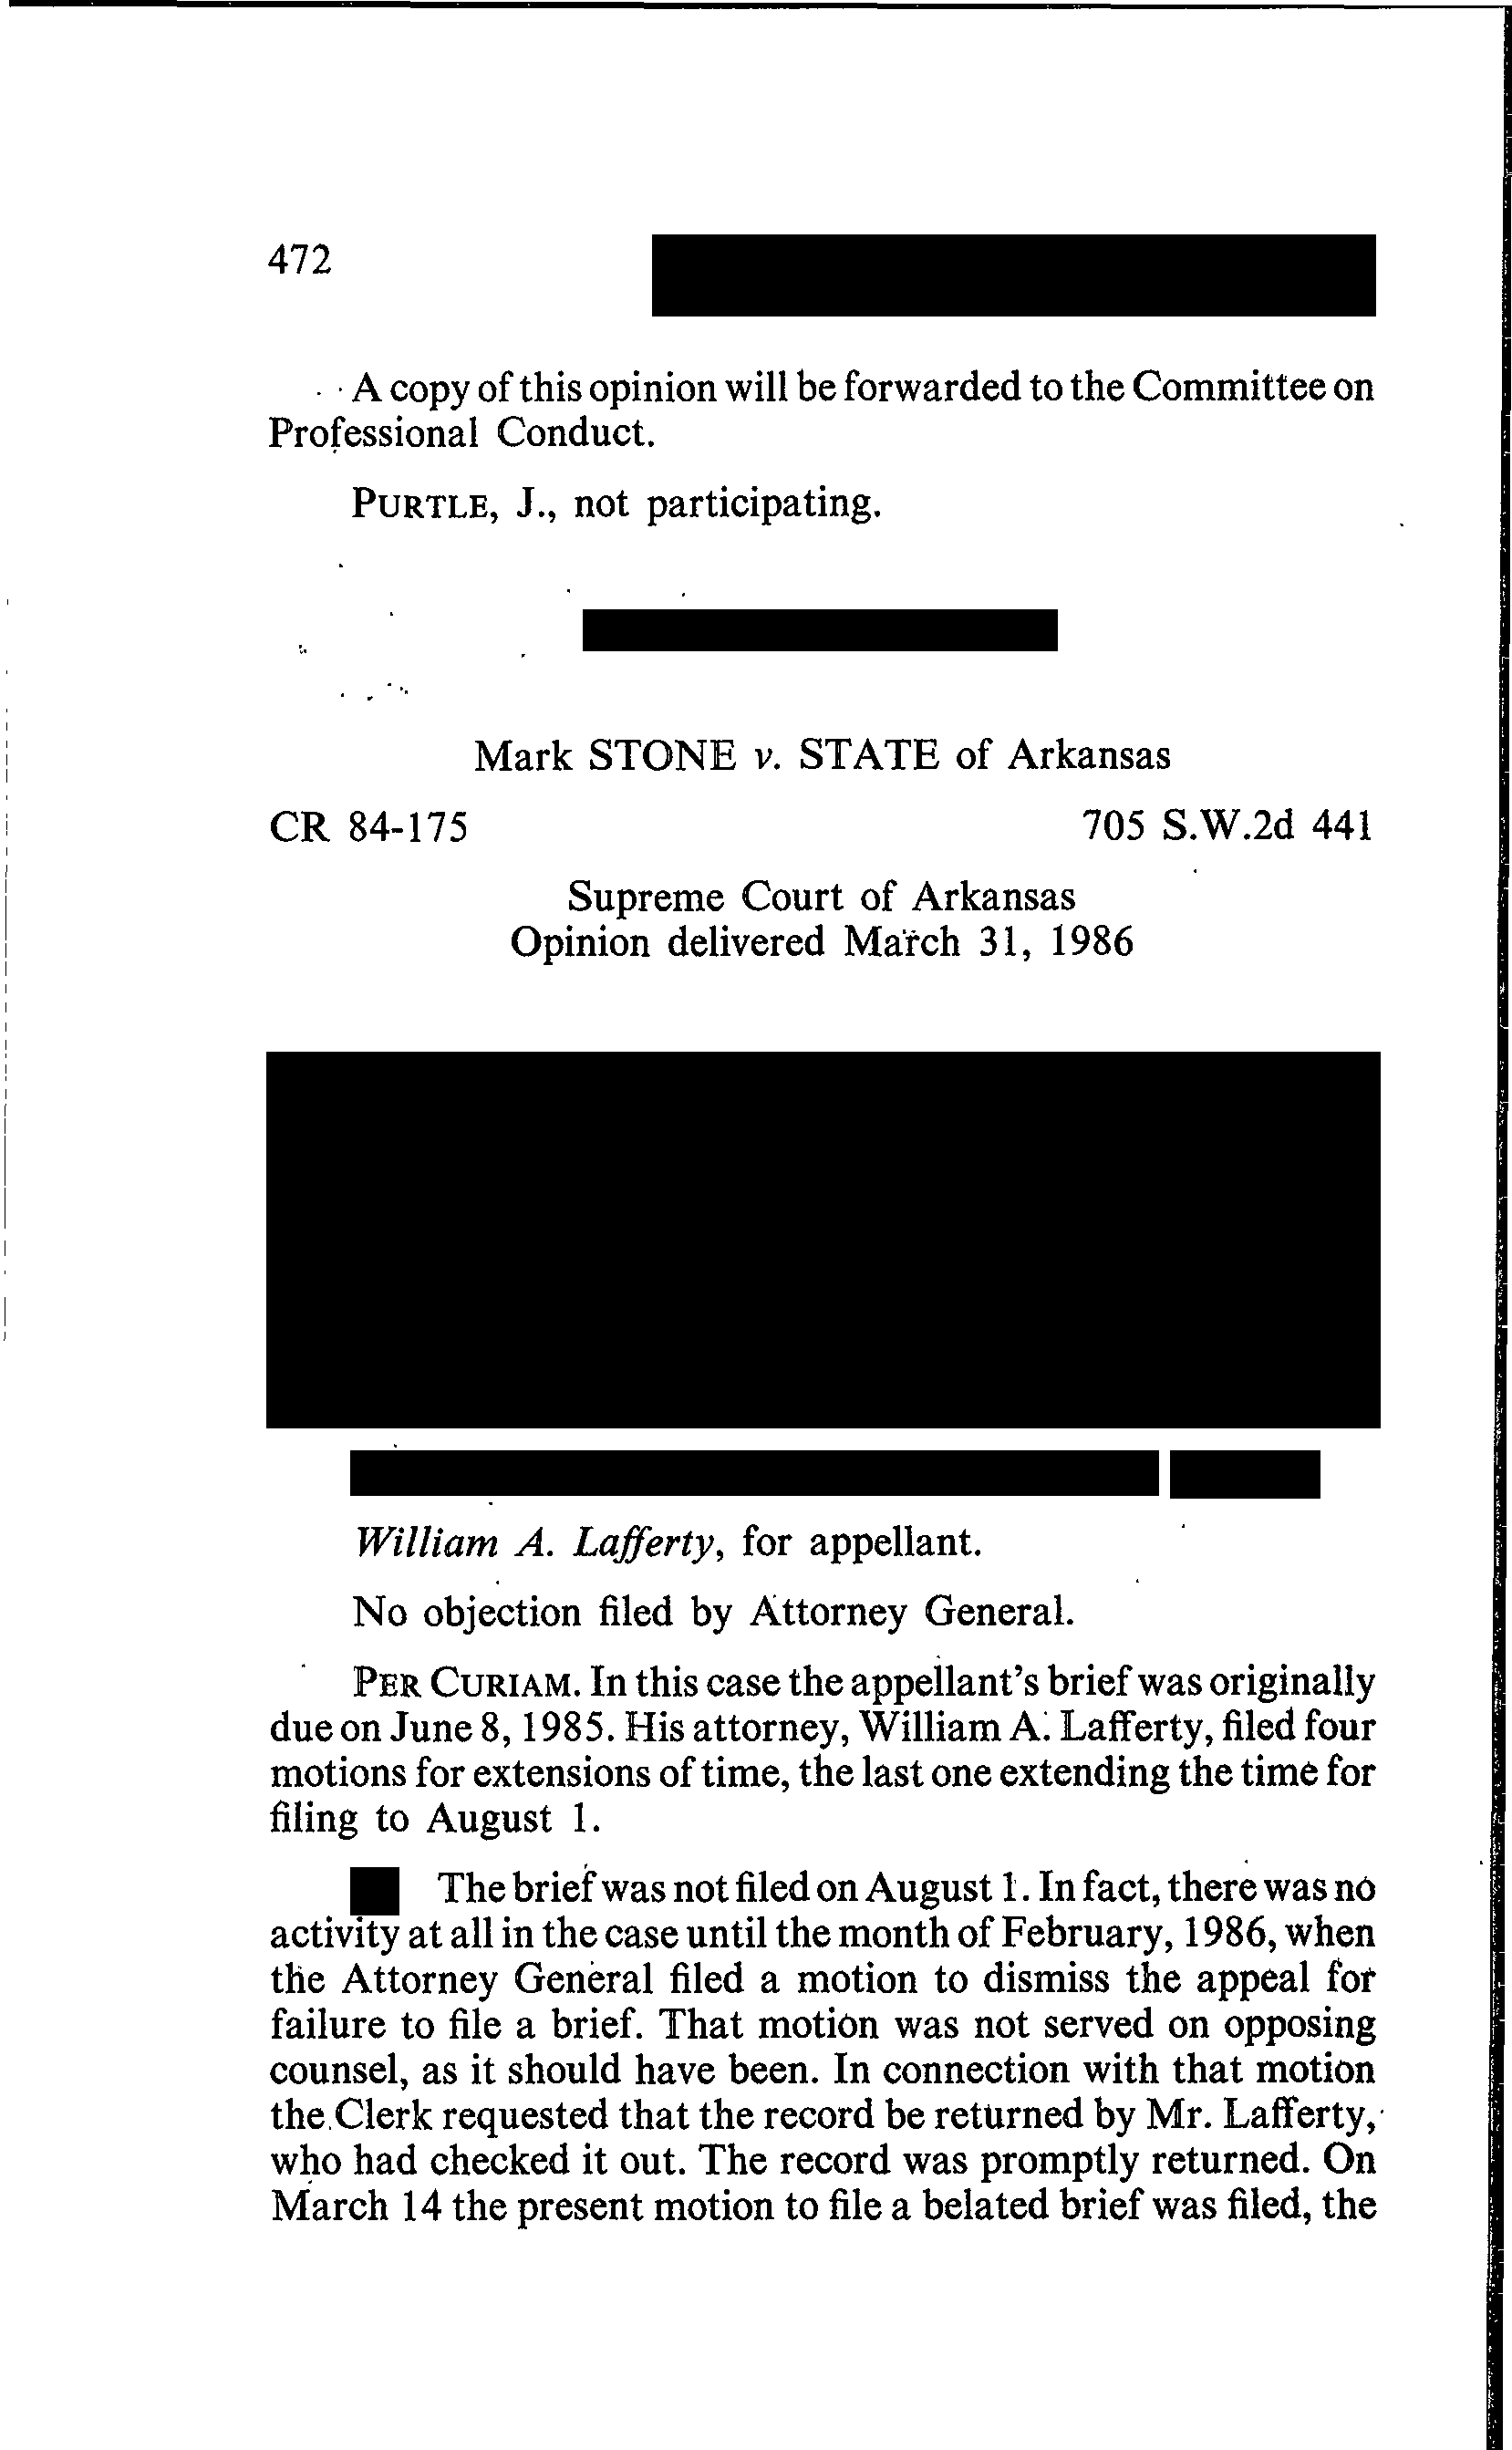 472
A copy of this opinion will be forwarded to the Committee on
Professional Conduct.
PURTLE, J., not participating.
Mark STONE v. STATE of Arkansas
CR 84-175 705 S.W.2d 441
Supreme Court of Arkansas
Opinion delivered March 31, 1986
William A. Lafferty, for appellant.
No objection filed by Attorney General.
PER CURIAM. In this case the appellant's brief was originally
due on June 8, 1985. His attorney, William A. Lafferty, filed four
motions for extensions of time, the last one extending the time for
filing to August 1.
The brief was not filed on August 1. In fact, there was no
activity at all in the case until the month of February, 1986, when
the Attorney General filed a motion to dismiss the appeal for
failure to file a brief. That motion was not served on opposing
counsel, as it should have been. In connection with that motion
the Clerk requested that the record be returned by Mr. Lafferty,
who had checked it out. The record was promptly returned. On
March 14 the present motion to file a belated brief was filed, the